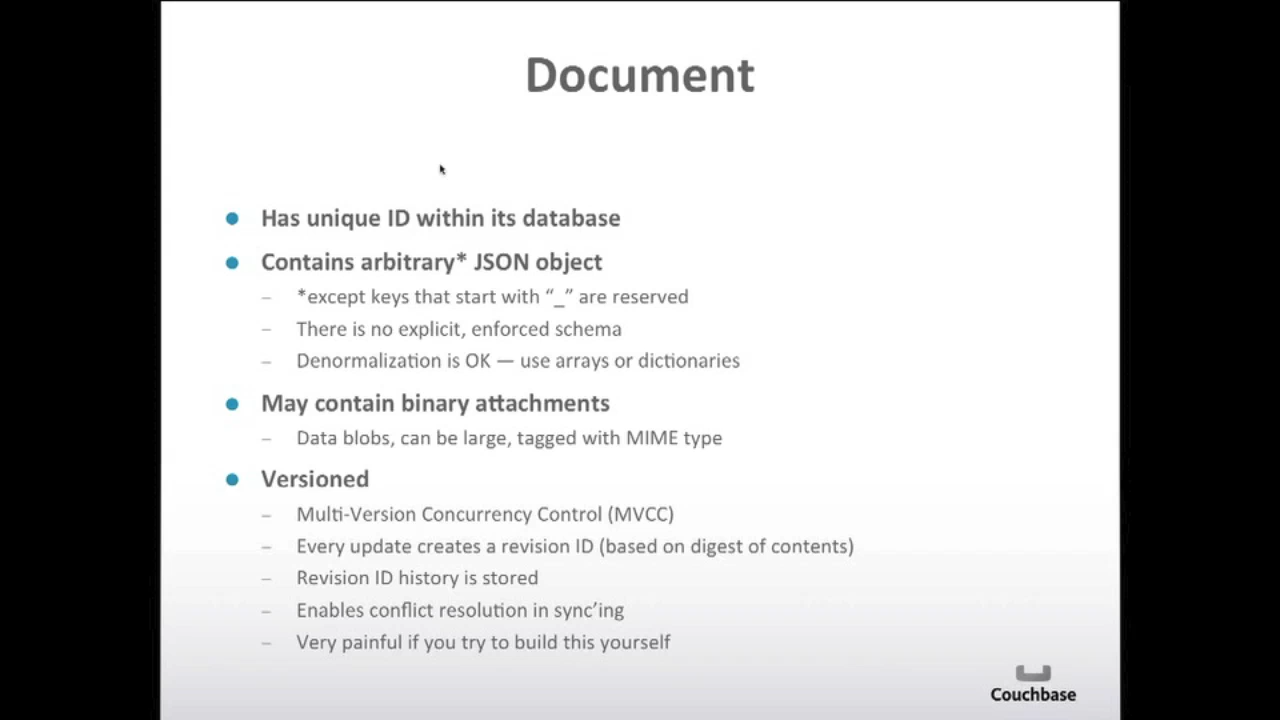 Document
Has unique ID within its database
Contains arbitrary* JSON object
– *except keys that start with “_” are reserved
– There is no explicit, enforced schema
– Denormalization is OK — use arrays or dictionaries
May contain binary attachments
– Data blobs, can be large, tagged with MIME type
Versioned
– Multi-Version Concurrency Control (MVCC)
– Every update creates a revision ID (based on digest of contents)
– Revision ID history is stored
– Enables conflict resolution in sync’ing
– Very painful if you try to build this yourself
Couchbase